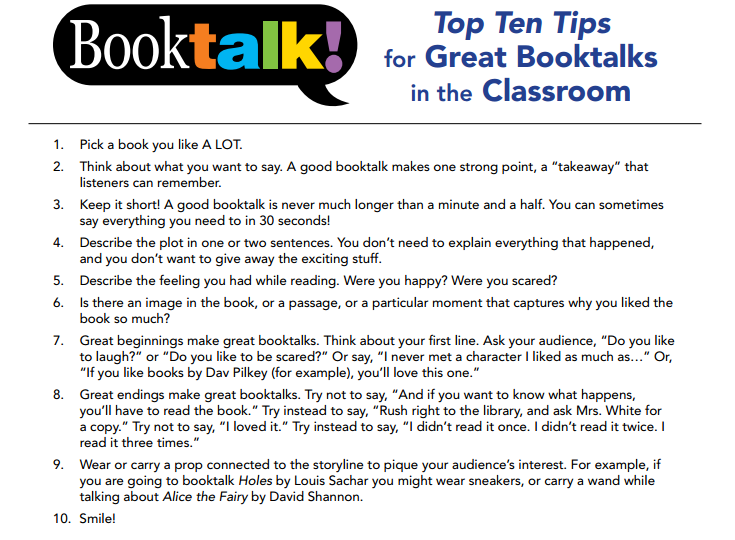 Booktalk!
Top Ten Tips
for Great Booktalks
in the Classroom
1. Pick a book you like A LOT.
2. Think about what you want to say. A good booktalk makes one strong point, a “takeaway” that
listeners can remember.
3. Keep it short! A good booktalk is never much longer than a minute and a half. You can sometimes
say everything you need to in 30 seconds!
4. Describe the plot in one or two sentences. You don’t need to explain everything that happened,
and you don’t want to give away the exciting stuff.
5. Describe the feeling you had while reading. Were you happy? Were you scared?
6. Is there an image in the book, or a passage, or a particular moment that captures why you liked the
book so much?
7. Great beginnings make great booktalks. Think about your first line. Ask your audience, “Do you like
to laugh?” or “Do you like to be scared?” Or say, “I never met a character I liked as much as…” Or,
“If you like books by Dav Pilkey (for example), you’ll love this one.”
8. Great endings make great booktalks. Try not to say, “And if you want to know what happens,
you’ll have to read the book.” Try instead to say, “Rush right to the library, and ask Mrs. White for
a copy.” Try not to say, “I loved it.” Try instead to say, “I didn’t read it once. I didn’t read it twice. I
read it three times.”
9. Wear or carry a prop connected to the storyline to pique your audience’s interest. For example, if
you are going to booktalk Holes by Louis Sachar you might wear sneakers, or carry a wand while
talking about Alice the Fairy by David Shannon.
10. Smile!